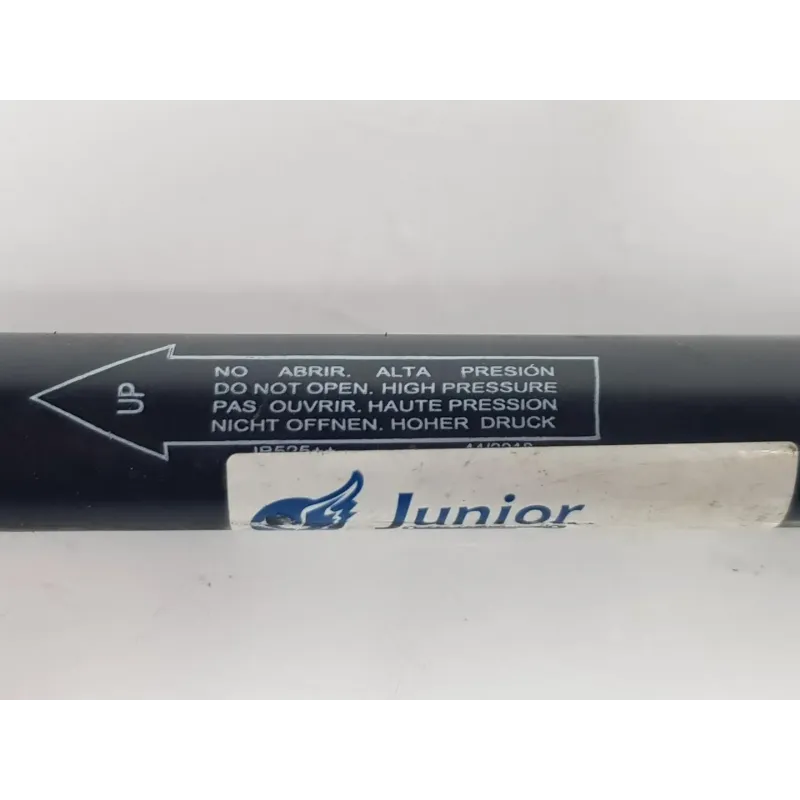 UP
NO ABRIR. ALTA PRESIÓN
DO NOT OPEN. HIGH PRESSURE
PAS OUVRIR. HAUTE PRESSION
NICHT OFFNEN. HOHER DRUCK
Junior